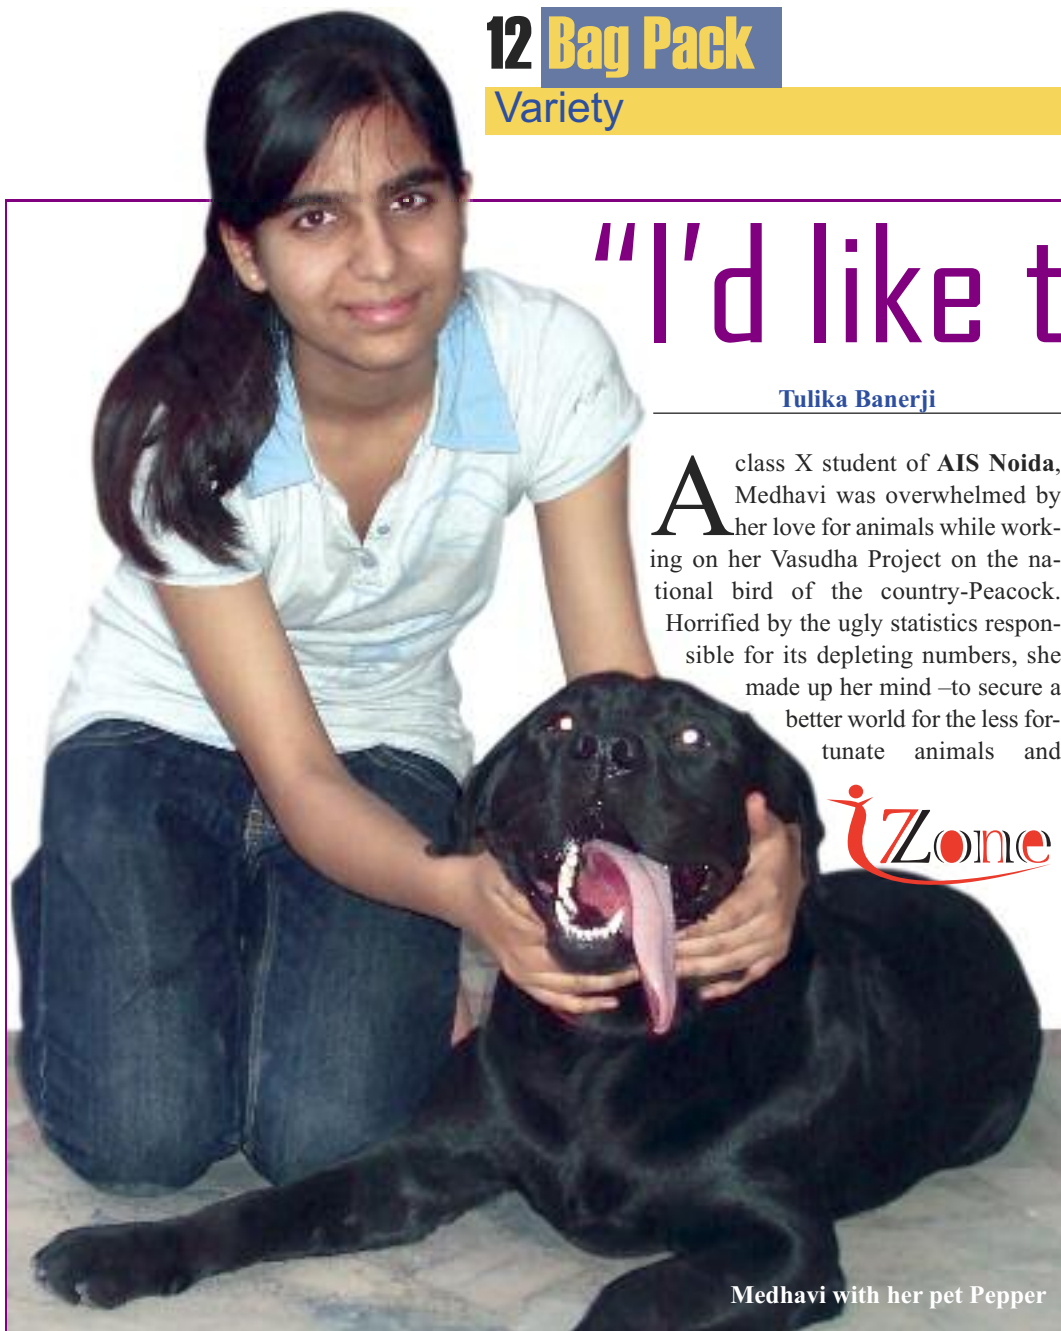 12 Bag Pack
Variety
“I’d like t
Tulika Banerji
A class X student of AIS Noida,
Medhavi was overwhelmed by
her love for animals while work-
ing on her Vasudha Project on the na-
tional bird of the country-Peacock.
Horrified by the ugly statistics respon-
sible for its depleting numbers, she
made up her mind –to secure a
better world for the less for-
tunate animals and
iZone
Medhavi with her pet Pepper